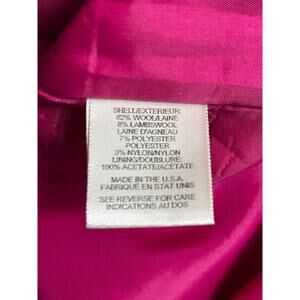 SHELL/EXTERIEUR:
82% WOOL/LAINE
8% LAMBSWOOL
LAINE D'AGNEAU
7% POLYESTER
POLYESTER
3% NYLON/NYLON
LINING/DOUBLURE:
100% ACETATE/ACETATE
MADE IN THE U.S.A.
FABRIQUÉ EN STAT UNIS
SEE REVERSE FOR CARE
INDICATIONS AU DOS